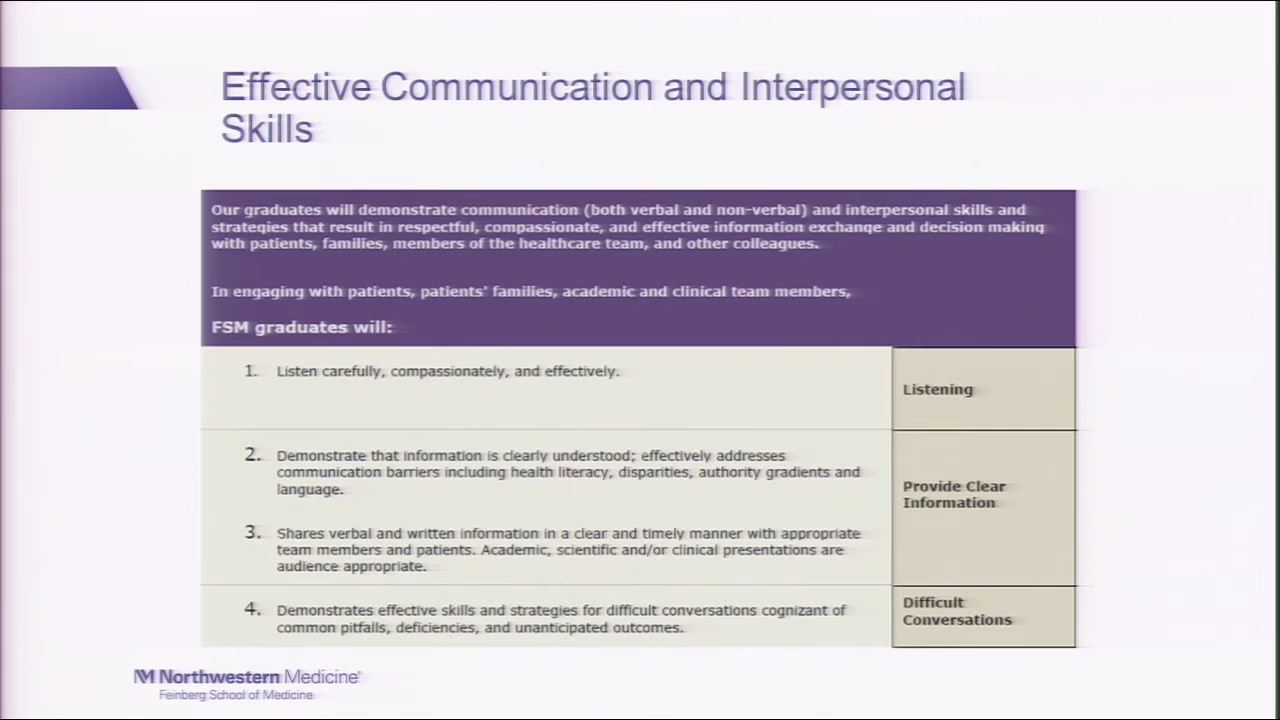 Effective Communication and Interpersonal
Skills
Our graduates will demonstrate communication (both verbal and non-verbal) and interpersonal skills and
strategies that result in respectful, compassionate, and effective information exchange and decision making
with patients, families, members of the healthcare team, and other colleagues.
In engaging with patients, patients' families, academic and clinical team members,
FSM graduates will:
1. Listen carefully, compassionately, and effectively.
Listening
2. Demonstrate that information is clearly understood; effectively addresses
communication barriers including health literacy, disparities, authority gradients and
language.
Provide Clear
Information
3. Shares verbal and written information in a clear and timely manner with appropriate
team members and patients. Academic, scientific and/or clinical presentations are
audience appropriate.
4. Demonstrates effective skills and strategies for difficult conversations cognizant of
common pitfalls, deficiencies, and unanticipated outcomes.
Difficult
Conversations
NM Northwestern Medicine®
Feinberg School of Medicine